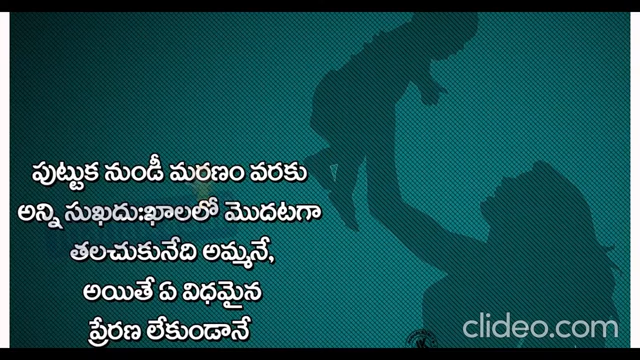 పుట్టుక నుండీ మరణం వరకు
అన్ని సుఖదు:ఖాలలో మొదటగా
తలచుకునేది అమ్మనే,
అయితే ఏ విధమైన
ప్రేరణ లేకుండానే
clideo.com